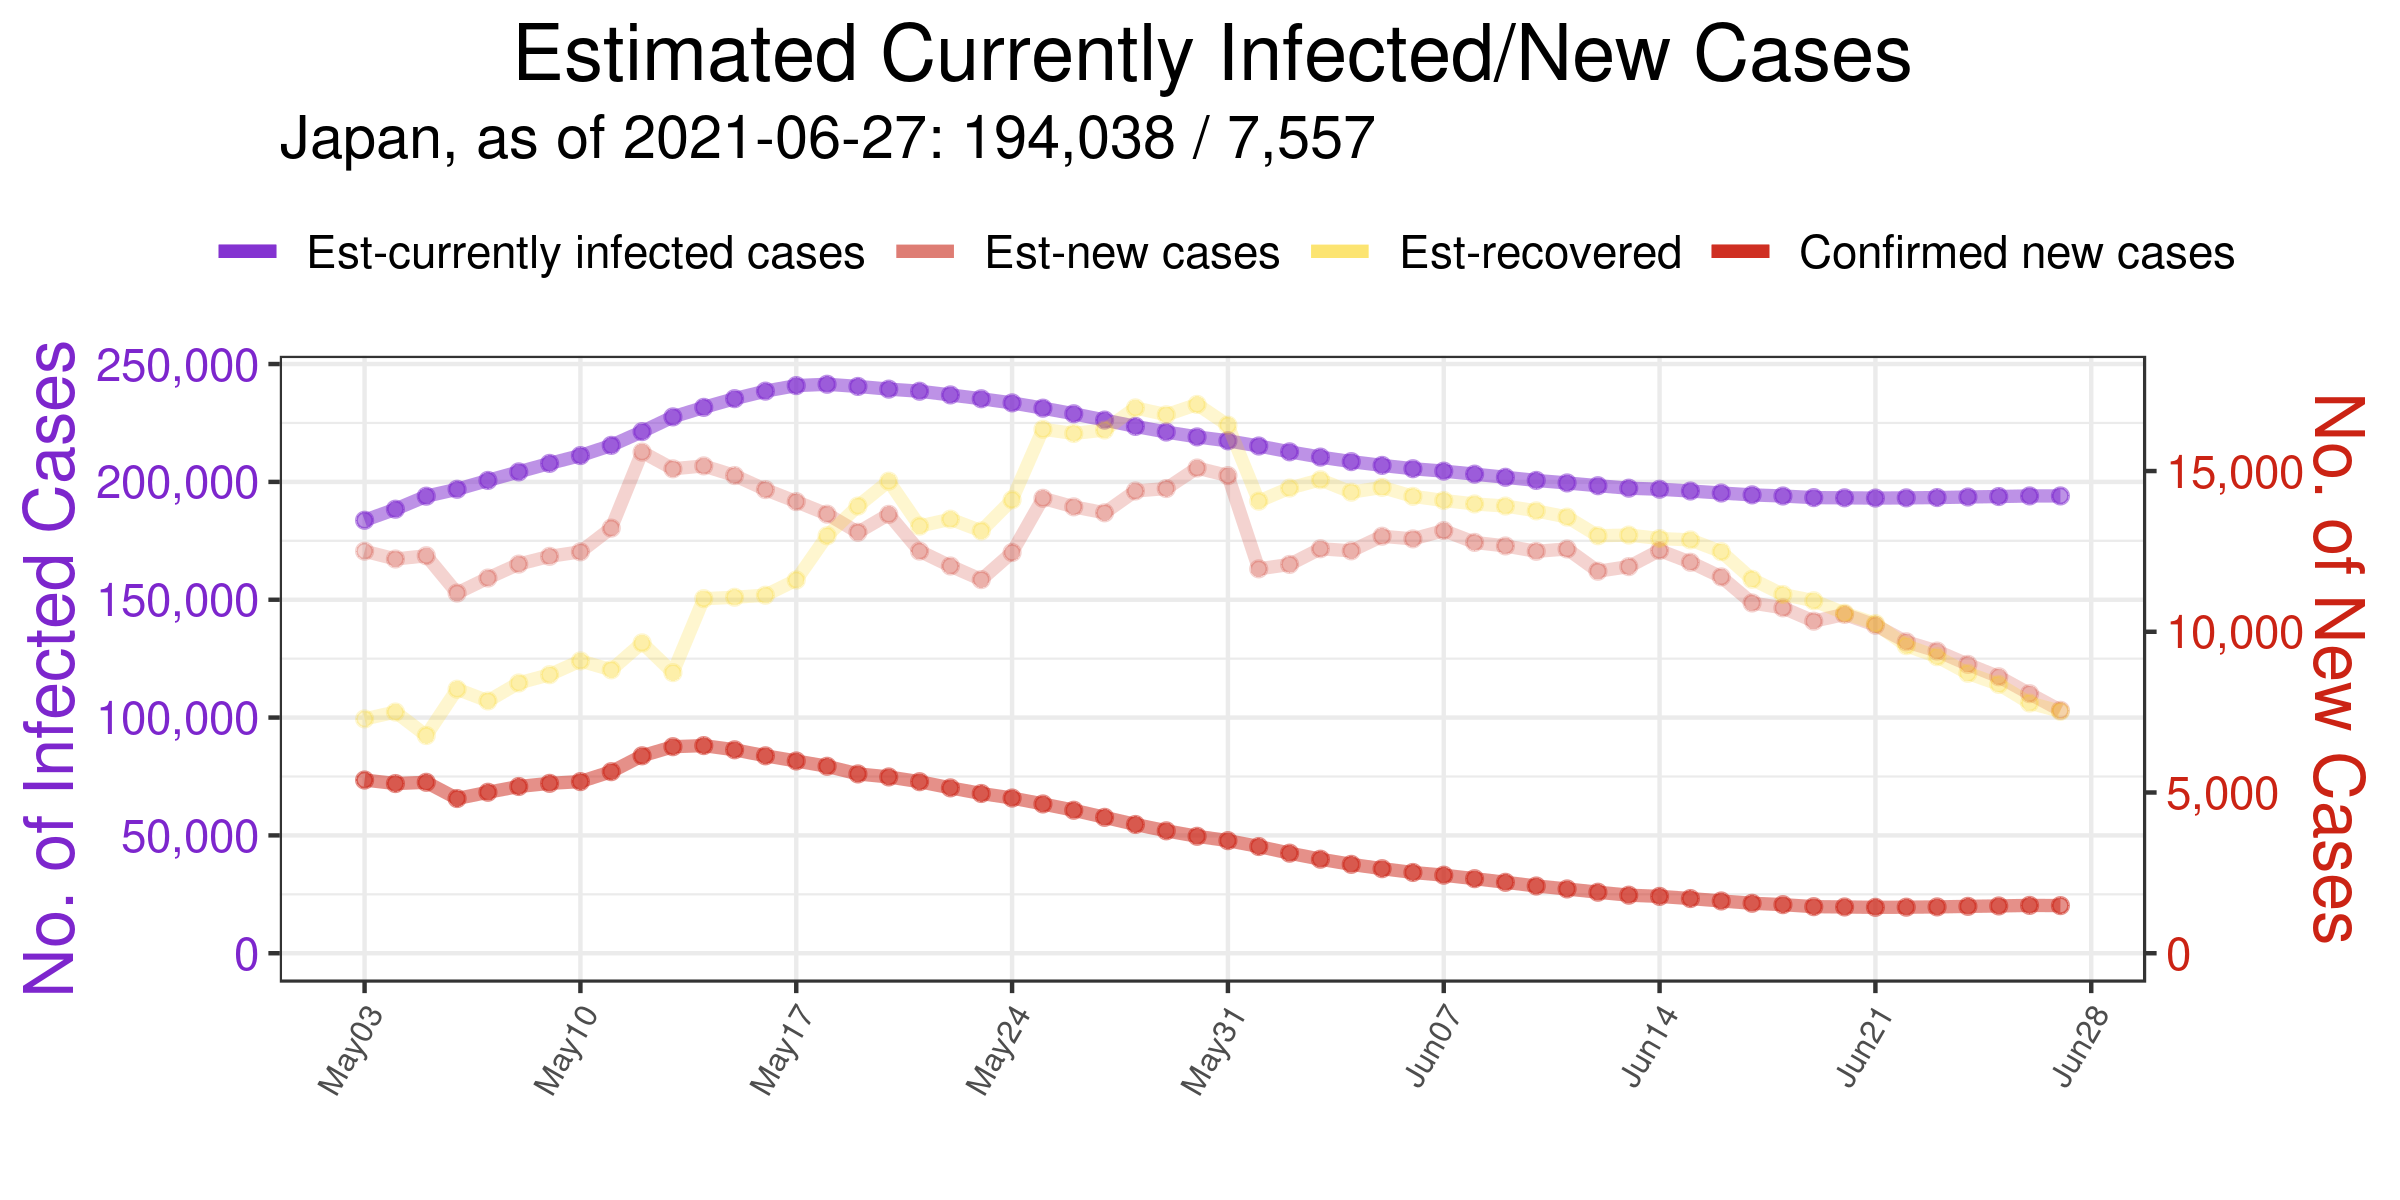 Estimated Currently Infected/New Cases
Japan, as of 2021-06-27: 194,038 / 7,557
Est-currently infected cases Est-new cases Est-recovered Confirmed new cases
No. of Infected Cases
250,000
200,000
150,000
100,000
50,000
0
15,000
10,000
5,000
0
No. of New Cases
May03 May10 May17 May24 May31 Jun07 Jun14 Jun21 Jun28